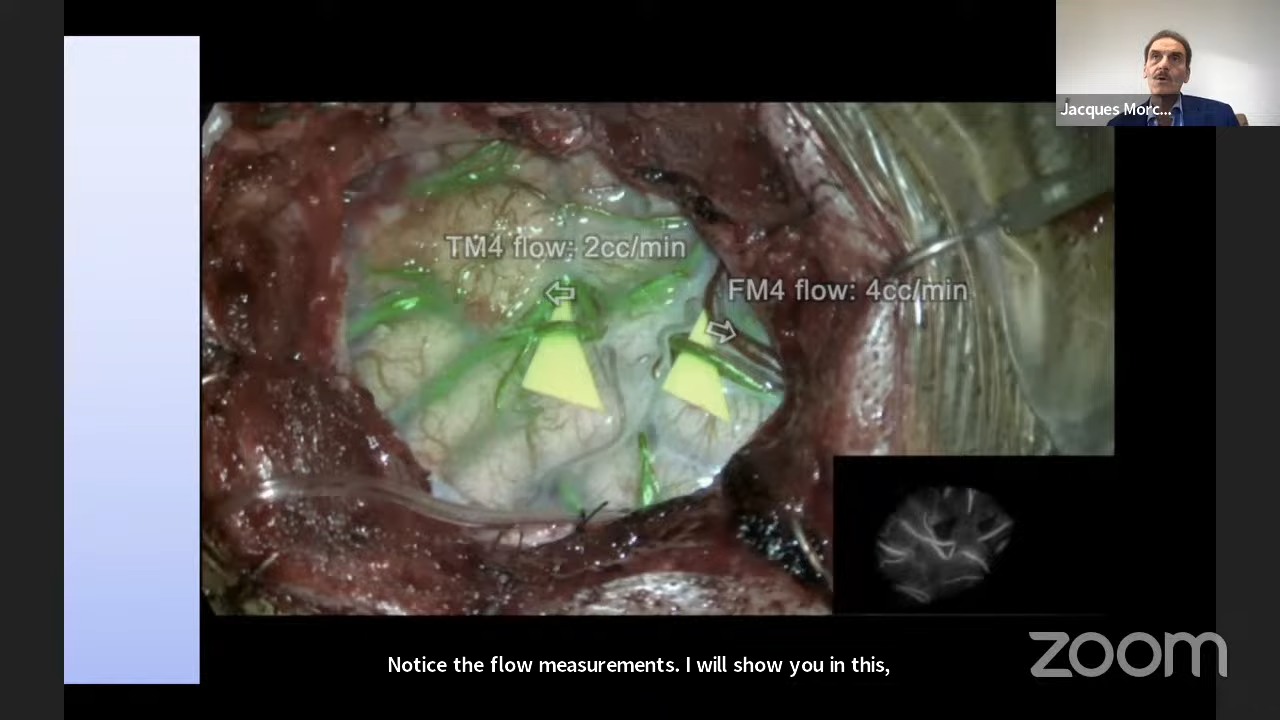 Jacques Morc...
TM4 flow: 2cc/min
FM4 flow: 4cc/min
Notice the flow measurements. I will show you in this,
zoom